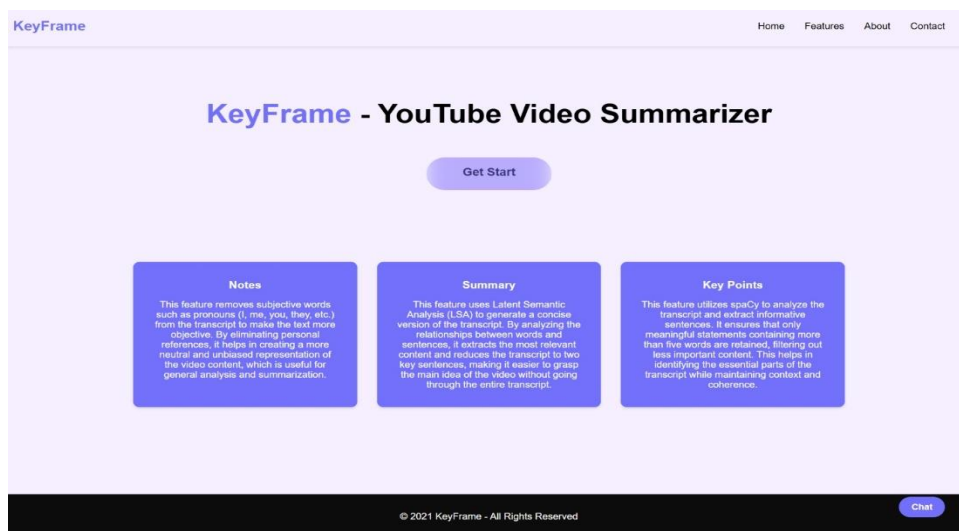 KeyFrame
Home Features About Contact
KeyFrame - YouTube Video Summarizer
Get Start
Notes
This feature removes subjective words
such as pronouns (I, me, you, they, etc.)
from the transcript to make the text more
objective. By eliminating personal
references, it helps in creating a more
neutral and unbiased representation of
the video content, which is useful for
general analysis and summarization.
Summary
This feature uses Latent Semantic
Analysis (LSA) to generate a concise
version of the transcript. By analyzing the
relationships between words and
sentences, it extracts the most relevant
content and reduces the transcript to two
key sentences, making it easier to grasp
the main idea of the video without going
through the entire transcript.
Key Points
This feature utilizes spaCy to analyze the
transcript and extract informative
sentences. It ensures that only
meaningful statements containing more
than five words are retained, filtering out
less important content. This helps in
identifying the essential parts of the
transcript while maintaining context and
coherence.
© 2021 KeyFrame - All Rights Reserved
Chat